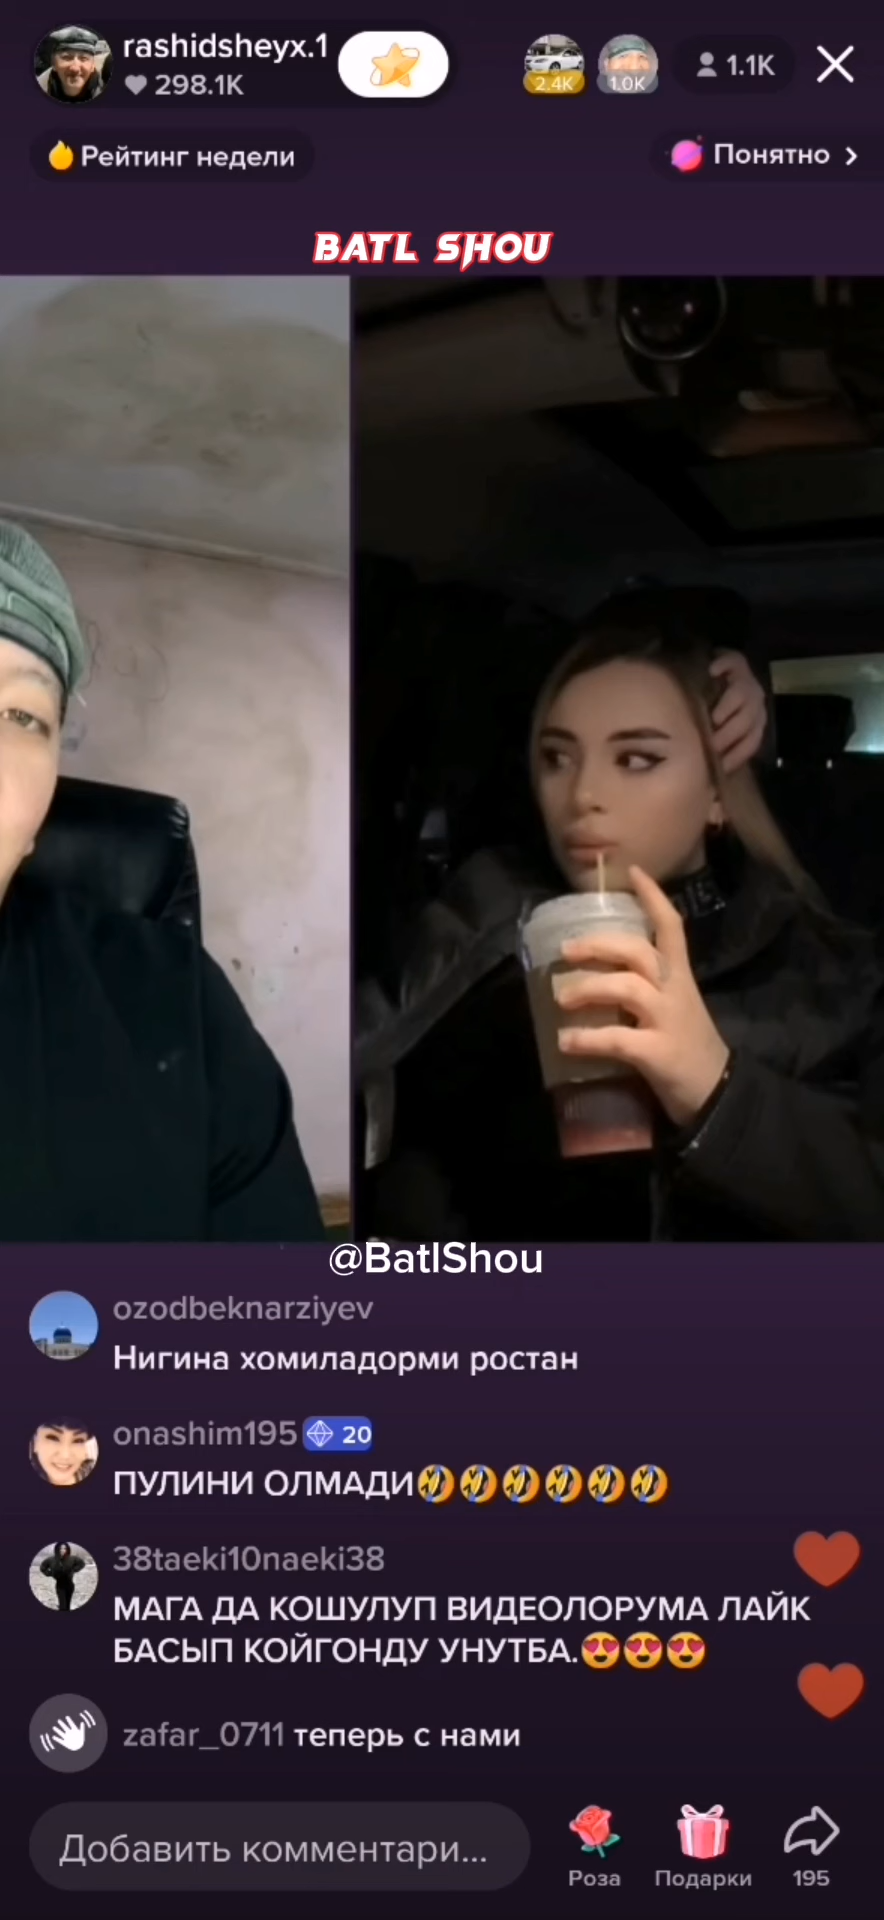 rashidsheyx.1
298.1K
2.4K
1.0K
1.1K
Рейтинг недели
Понятно
BATL SHOU
@BatlShou
ozodbeknarziyev
Нигина хомиладорми ростан
onashim195 20
ПУЛИНИ ОЛМАДИ🤣🤣🤣🤣🤣🤣
38taeki10naeki38
МАГА ДА КОШУЛУП ВИДЕОЛОРУМА ЛАЙК
БАСЫП КОЙГОНДУ УНУТБА.😍😍😍
zafar_0711 теперь с нами
Добавить комментари...
Роза
Подарки
195